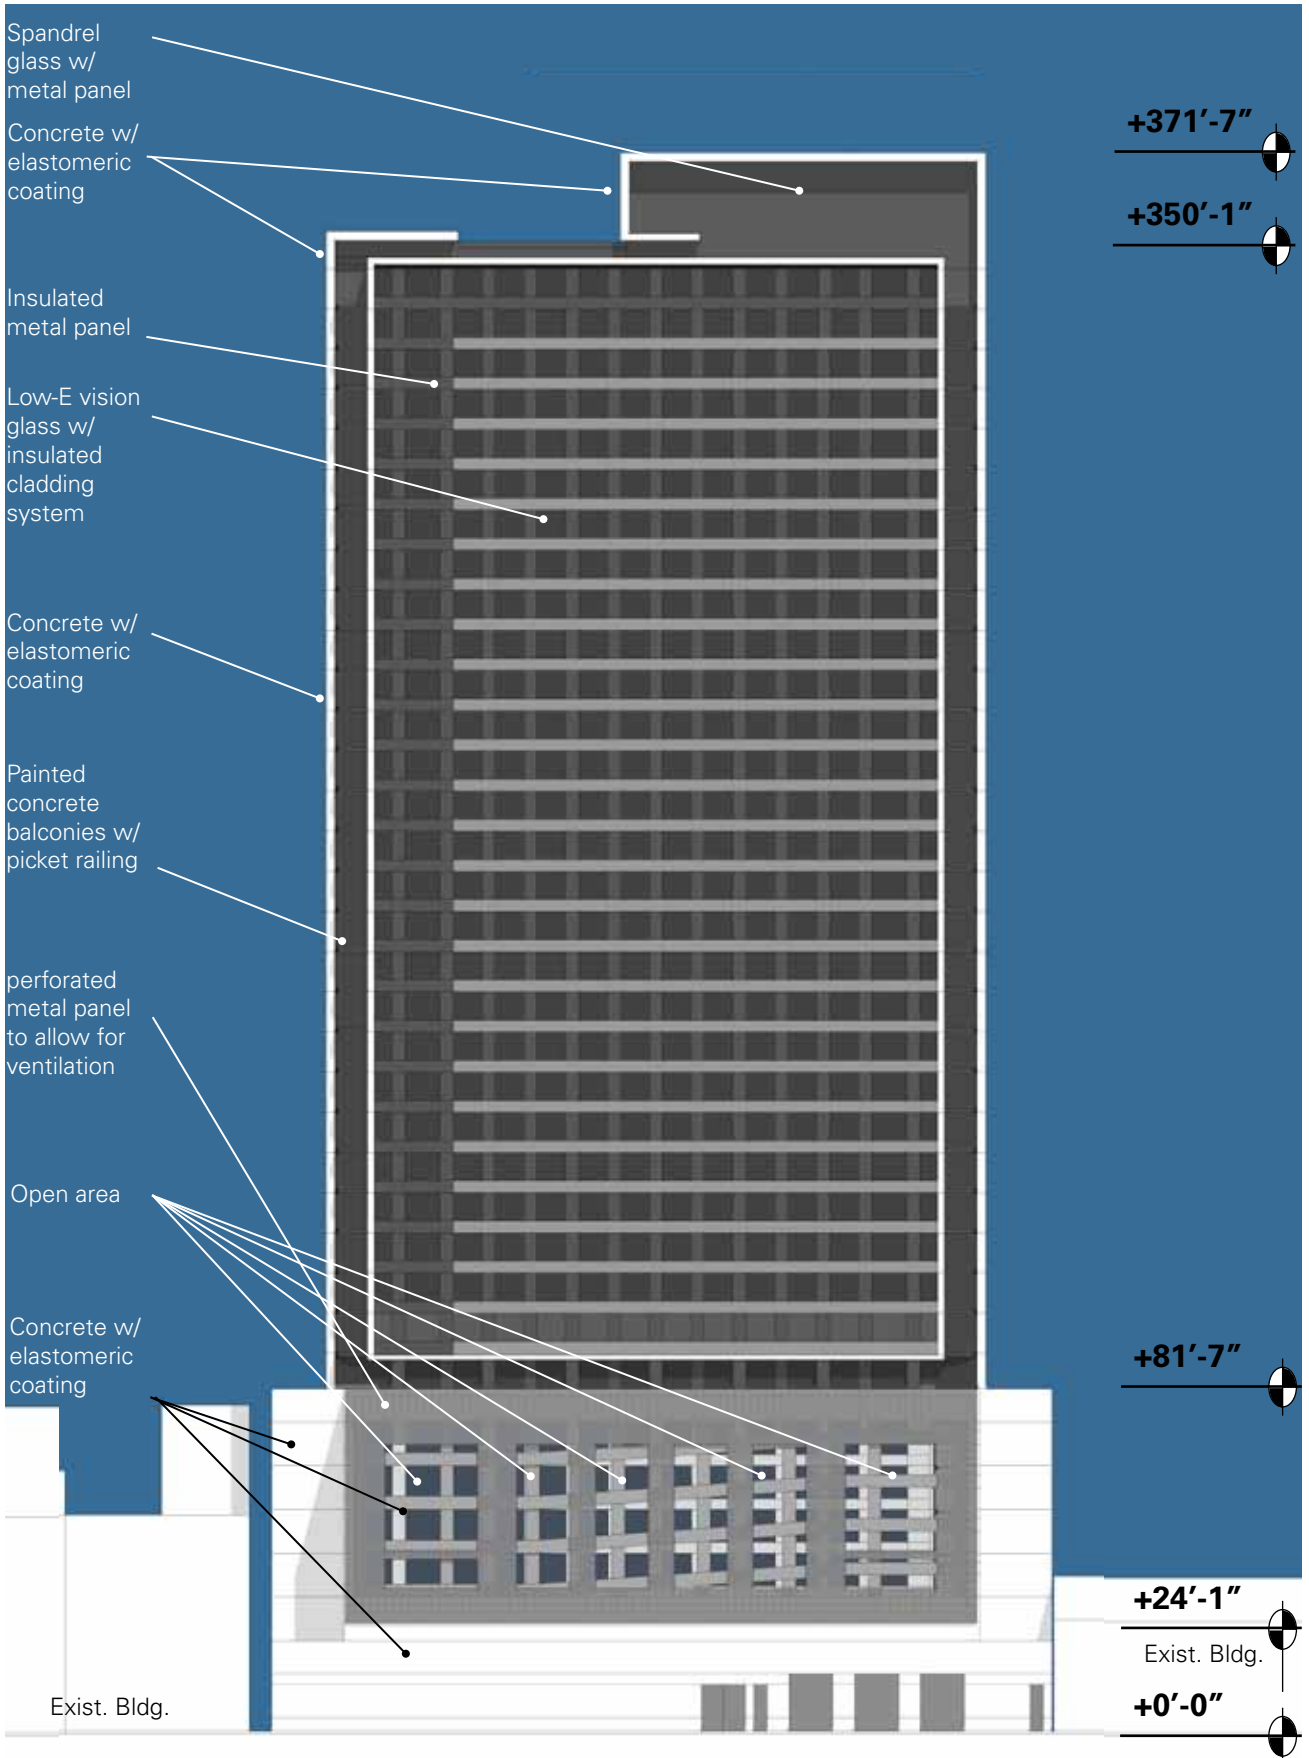 Spandrel
glass w/
metal panel
Concrete w/
elastomeric
coating
Insulated
metal panel
Low-E vision
glass w/
insulated
cladding
system
Concrete w/
elastomeric
coating
Painted
concrete
balconies w/
picket railing
perforated
metal panel
to allow for
ventilation
Open area
Concrete w/
elastomeric
coating
Exist. Bldg.
+371'-7"
+350'-1"
+81'-7"
+24'-1"
Exist. Bldg.
+0'-0"